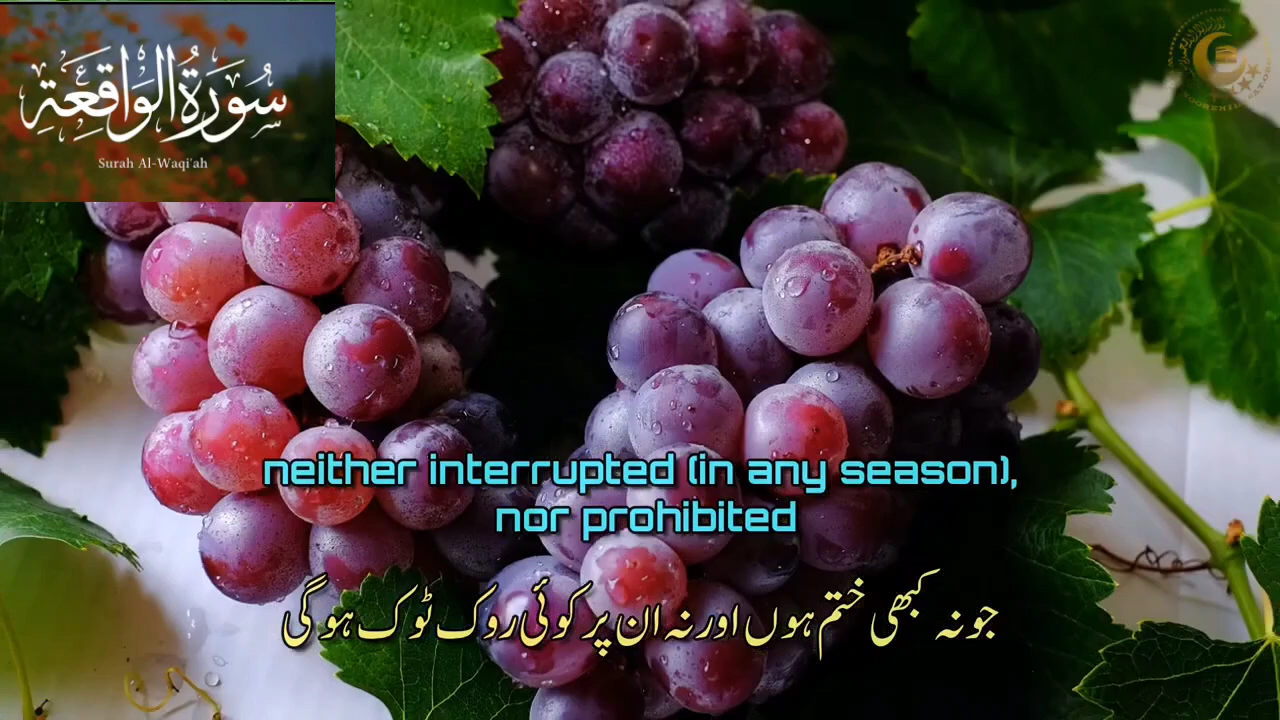 سُورَةُ الوَاقِعَة
Surah Al-Waqi'ah
neither interrupted (in any season),
nor prohibited
جو نہ کبھی ختم ہوں اور نہ ان پر کوئی روک ٹوک ہو گی